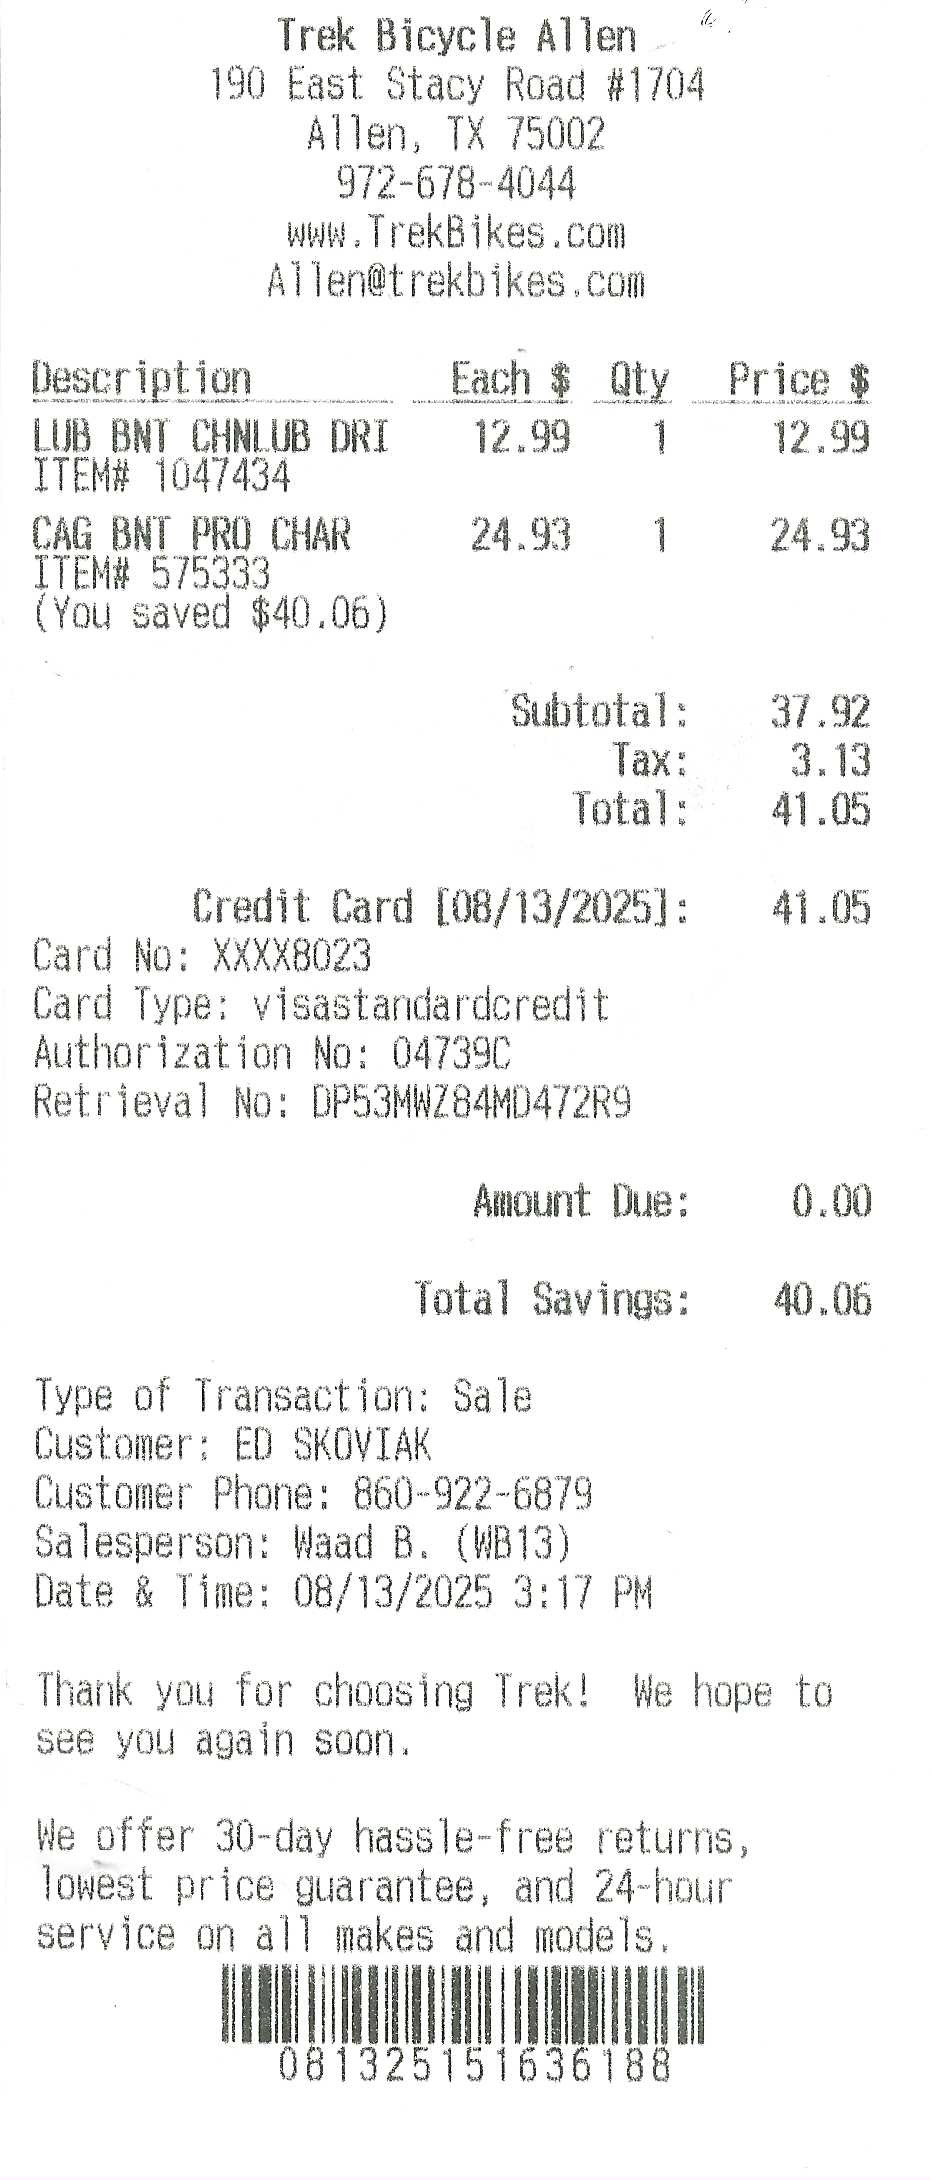 Trek Bicycle Allen
190 East Stacy Road #1704
Allen, TX 75002
972-678-4044
www.TrekBikes.com
Allen@trekbikes.com
Description Each $ Qty Price $
LUB BNT CHNLUB DRI 12.99 1 12.99
ITEM# 1047434
CAG BNT PRO CHAR 24.93 1 24.93
ITEM# 575333
(You saved $40.06)
Subtotal: 37.92
Tax: 3.13
Total: 41.05
Credit Card [08/13/2025]: 41.05
Card No: XXXX8023
Card Type: visastandardcredit
Authorization No: 04739C
Retrieval No: DP53MWZ84MD472R9
Amount Due: 0.00
Total Savings: 40.06
Type of Transaction: Sale
Customer: ED SKOVIAK
Customer Phone: 860-922-6879
Salesperson: Waad B. (WB13)
Date & Time: 08/13/2025 3:17 PM
Thank you for choosing Trek! We hope to
see you again soon.
We offer 30-day hassle-free returns,
lowest price guarantee, and 24-hour
service on all makes and models.
081325151636188